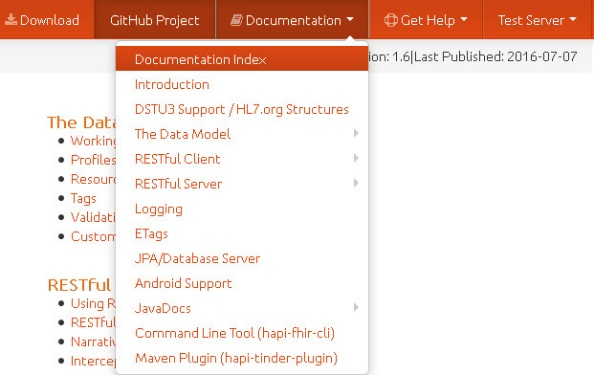 Download GitHub Project Documentation Get Help Test Server
Documentation Index
ion: 1.6|Last Published: 2016-07-07
Introduction
DSTU3 Support / HL7.org Structures
The Data
The Data Model
Working
Profiles
RESTful Client
Resour
RESTful Server
Tags
Logging
Validati
ETags
Custom
JPA/Database Server
Android Support
RESTful
Using R
JavaDocs
RESTful
Command Line Tool (hapi-fhir-cli)
Narrativ
Interce
Maven Plugin (hapi-tinder-plugin)